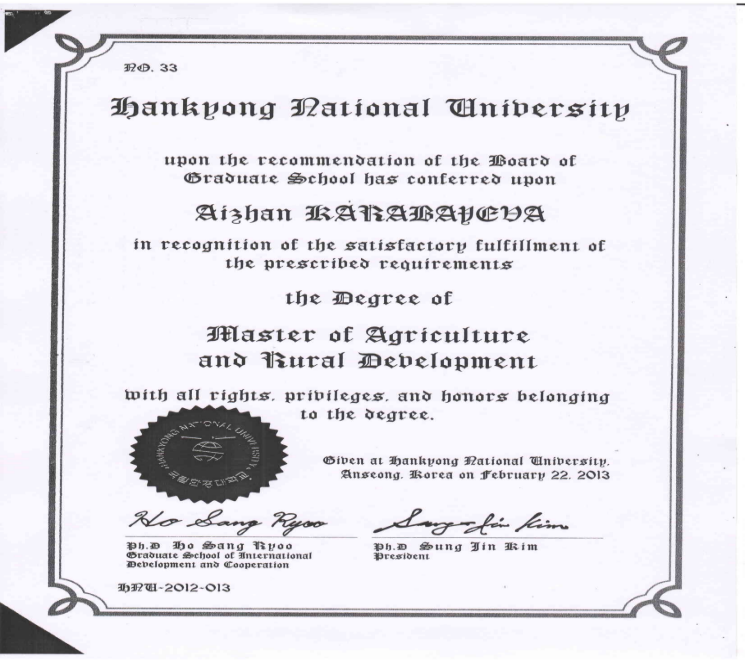 NO. 33
Hankyong National University
upon the recommendation of the Board of
Graduate School has conferred upon
Aizhan KARABAYEVA
in recognition of the satisfactory fulfillment of
the prescribed requirements
the Degree of
Master of Agriculture
and Rural Development
with all rights, privileges, and honors belonging
to the degree.
HANKYONG NATIONAL UNIVERSITY
Given at Hankyong National University,
Anseong, Korea on February 22, 2013
Ho Sang Ryoo
Sung Jin Kim
Ph.D Ho Sang Ryoo
Graduate School of International
Development and Cooperation
Ph.D Sung Jin Kim
President
HNU-2012-013